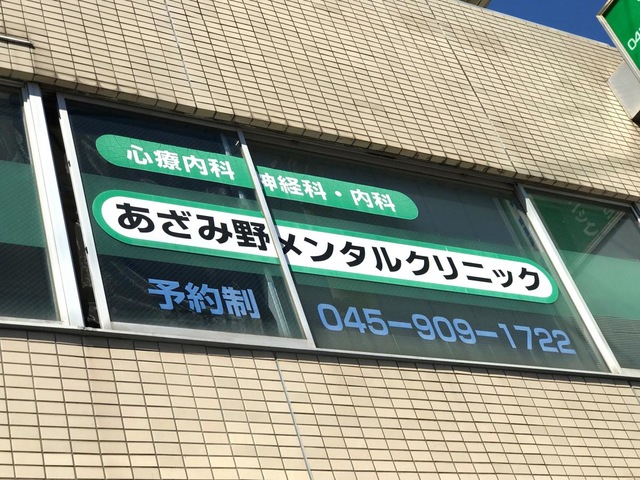 心療内科 神経科・内科
あざみ野メンタルクリニック
予約制 045-909-1722